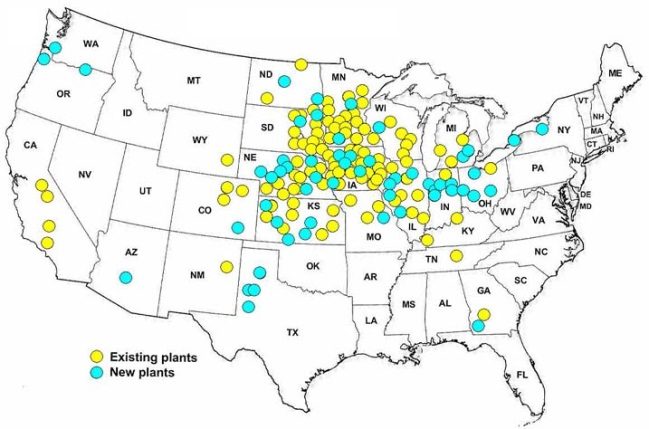 WA
ME
MT
ND
MN
VT
NH
OR
ID
WI
NY
MA
SD
MI
CT
RI
WY
CA
PA
NJ
NE
IA
NV
OH
DE
UT
IN
MD
CO
KS
IL
WV
VA
MO
KY
AZ
NC
TN
OK
NM
AR
SC
GA
MS
AL
LA
TX
Existing plants
New plants
FL